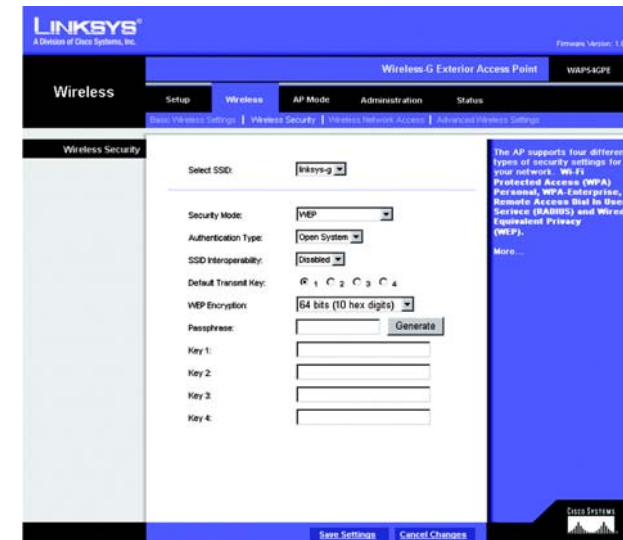 LINKSYS®
A Division of Cisco Systems, Inc.
Firmware Version: 1.0
Wireless-G Exterior Access Point WAP54GPE
Wireless
Setup Wireless AP Mode Administration Status
Basic Wireless Settings | Wireless Security | Wireless Network Access | Advanced Wireless Settings
Wireless Security
Select SSID: linksys-g
Security Mode: WEP
Authentication Type: Open System
SSID Interoperability: Disabled
Default Transmit Key: 1 2 3 4
WEP Encryption: 64 bits (10 hex digits)
Passphrase: Generate
Key 1:
Key 2:
Key 3:
Key 4:
The AP supports four differen
types of security settings for
your network. Wi-Fi
Protected Access (WPA)
Personal, WPA-Enterprise,
Remote Access Dial In Use
Serivce (RADIUS) and Wired
Equivalent Privacy
(WEP).
More...
Save Settings Cancel Changes
CISCO SYSTEMS